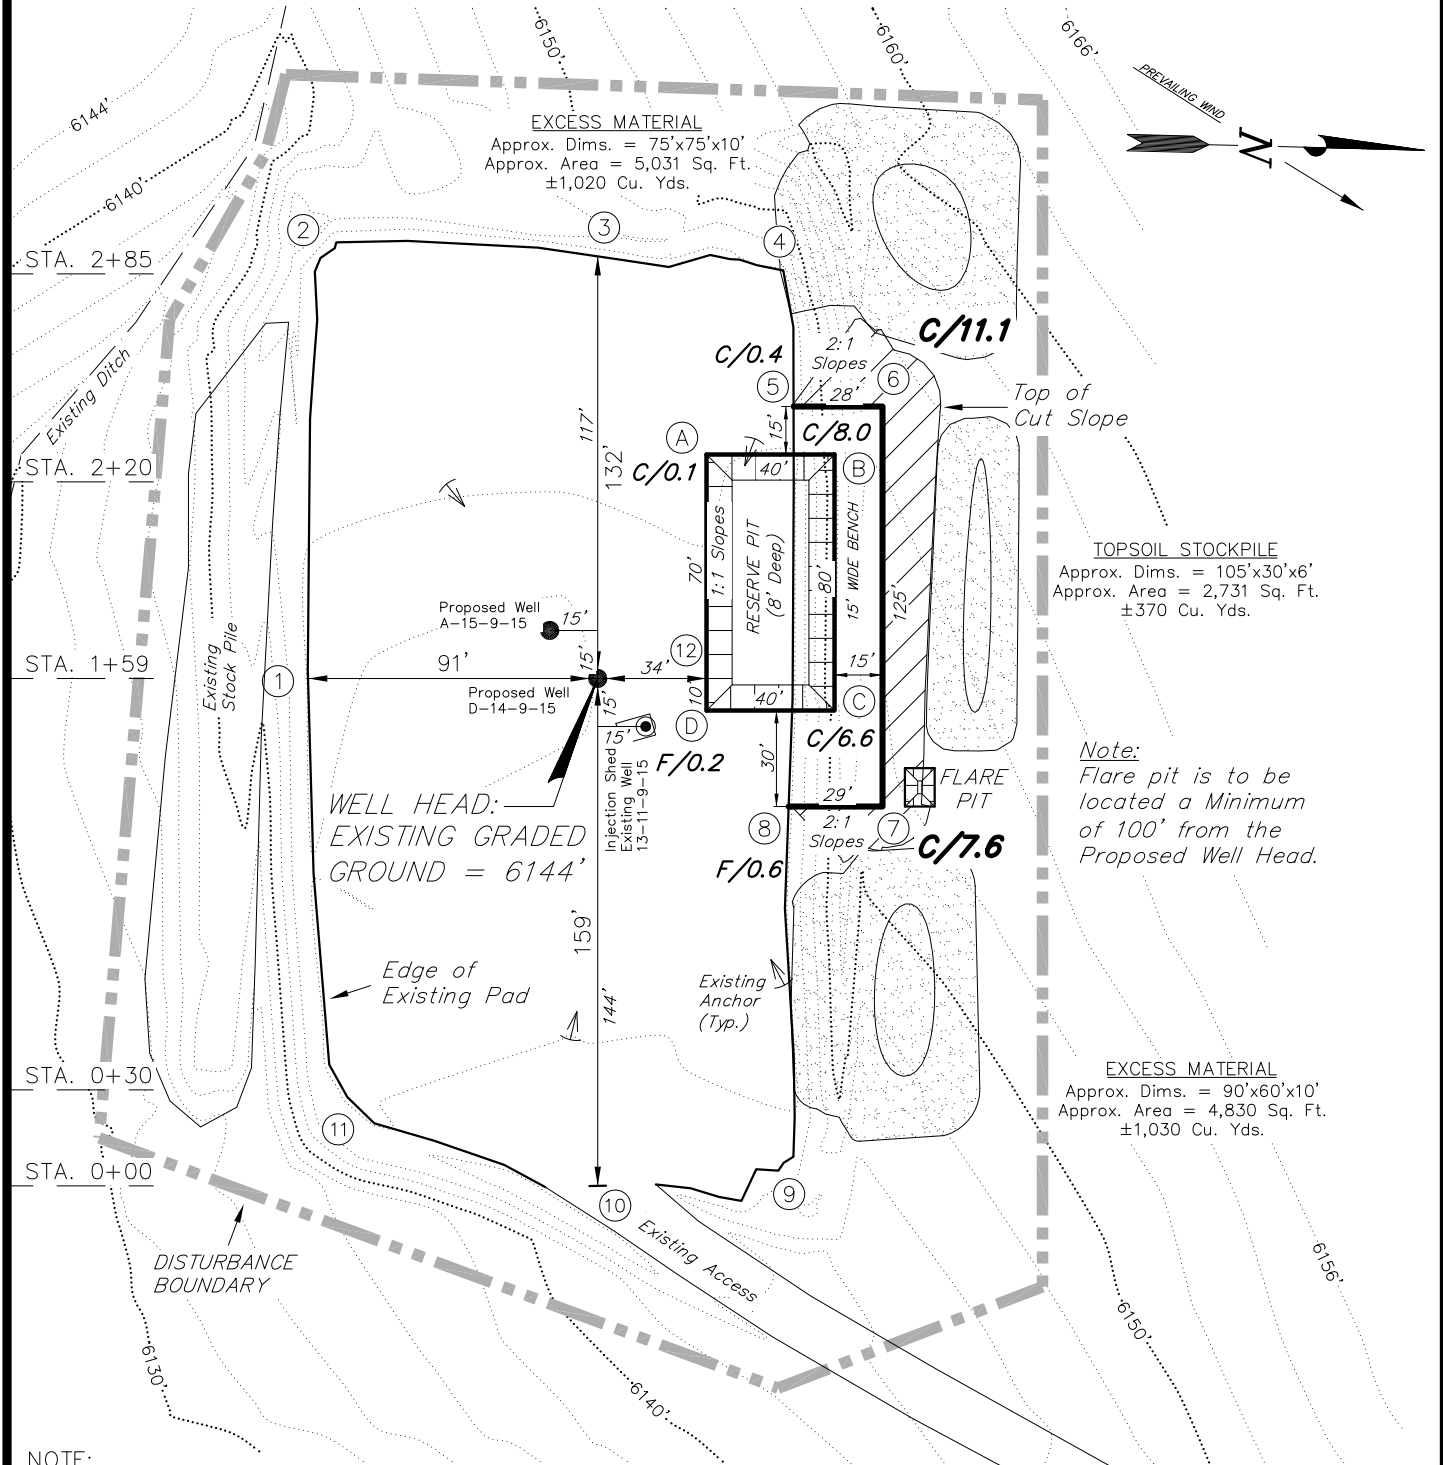 6150'
6160'
6166'
PREVAILING WIND
N
6144'
6140'
EXCESS MATERIAL
Approx. Dims. = 75'x75'x10'
Approx. Area = 5,031 Sq. Ft.
±1,020 Cu. Yds.
2
3
4
STA. 2+85
C/11.1
C/0.4
2:1
Slopes
5
6
28'
Existing Ditch
Top of
Cut Slope
117'
132'
15'
C/8.0
A
C/0.1
40'
B
STA. 2+20
1:1 Slopes
RESERVE PIT
(8' Deep)
70'
80'
15' WIDE BENCH
125'
TOPSOIL STOCKPILE
Approx. Dims. = 105'x30'x6'
Approx. Area = 2,731 Sq. Ft.
±370 Cu. Yds.
Proposed Well
A-15-9-15
15'
15'
Existing
Stock Pile
STA. 1+59
1
91'
34'
12
15'
Proposed Well
D-14-9-15
15'
15'
10'
40'
D
C
F/0.2
C/6.6
30'
Injection Shed
Existing Well
13-11-9-15
WELL HEAD:
EXISTING GRADED
GROUND = 6144'
FLARE
PIT
29'
8
2:1
Slopes
7
C/7.6
F/0.6
Note:
Flare pit is to be
located a Minimum
of 100' from the
Proposed Well Head.
159'
144'
Edge of
Existing Pad
Existing
Anchor
(Typ.)
STA. 0+30
EXCESS MATERIAL
Approx. Dims. = 90'x60'x10'
Approx. Area = 4,830 Sq. Ft.
±1,030 Cu. Yds.
11
STA. 0+00
9
10
Existing Access
DISTURBANCE
BOUNDARY
6156'
6150'
6130'
6140'
NOTE: